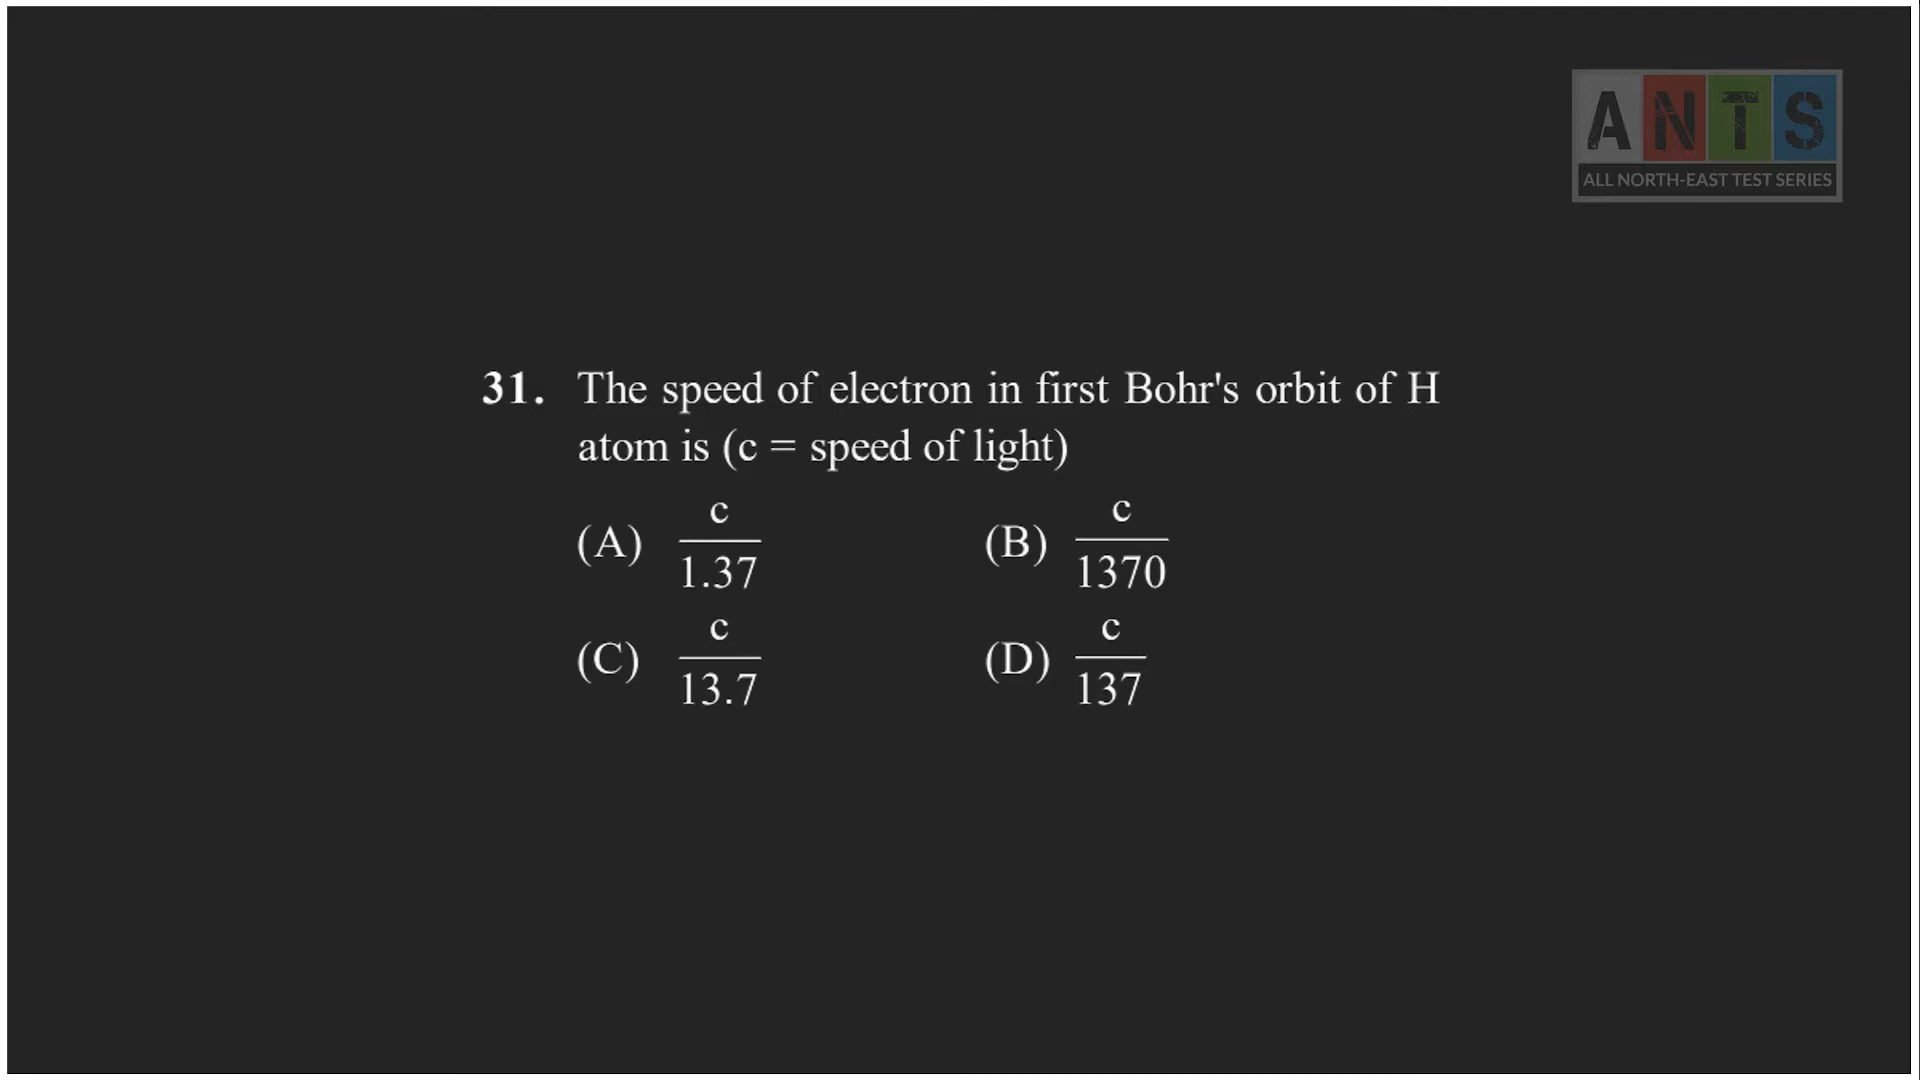 ANTS
ALL NORTH-EAST TEST SERIES
31. The speed of electron in first Bohr's orbit of H
atom is (c = speed of light)
(A) c/1.37 (B) c/1370
(C) c/13.7 (D) c/137